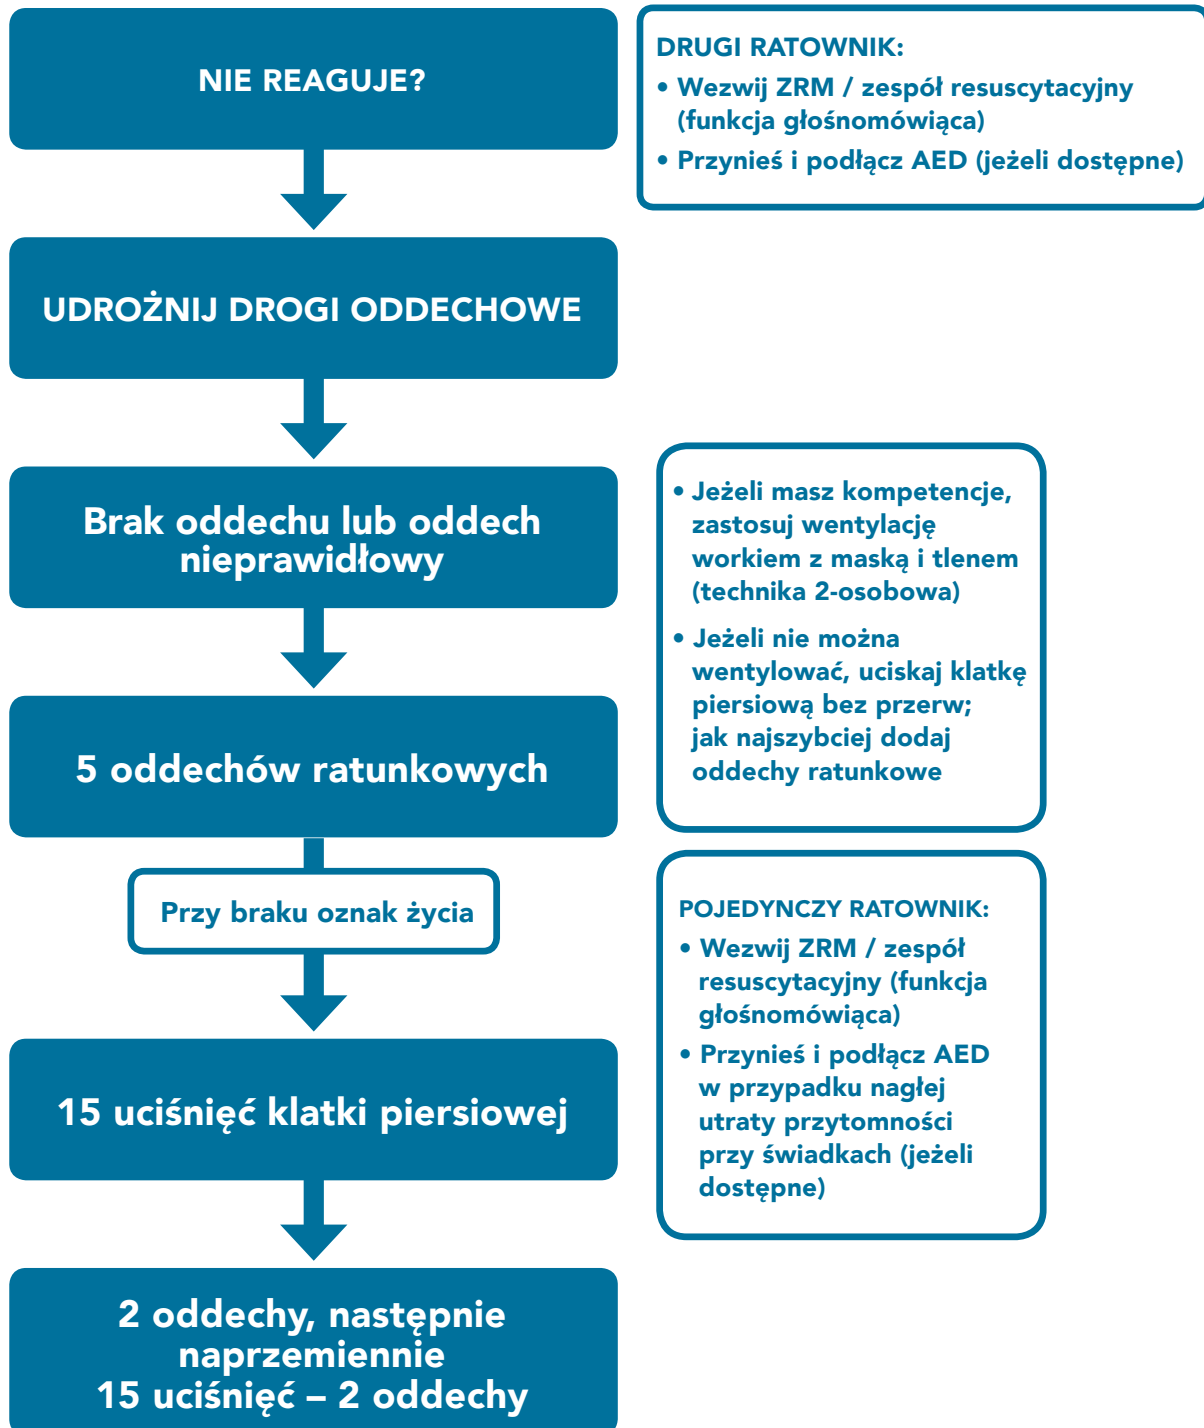 NIE REAGUJE?
DRUGI RATOWNIK:
• Wezwij ZRM / zespół resuscytacyjny
(funkcja głośnomówiąca)
• Przynieś i podłącz AED (jeżeli dostępne)
UDROŻNIJ DROGI ODDECHOWE
Brak oddechu lub oddech
nieprawidłowy
• Jeżeli masz kompetencje,
zastosuj wentylację
workiem z maską i tlenem
(technika 2-osobowa)
• Jeżeli nie można
wentylować, uciskaj klatkę
piersiową bez przerw;
jak najszybciej dodaj
oddechy ratunkowe
5 oddechów ratunkowych
Przy braku oznak życia
POJEDYNCZY RATOWNIK:
• Wezwij ZRM / zespół
resuscytacyjny (funkcja
głośnomówiąca)
• Przynieś i podłącz AED
w przypadku nagłej
utraty przytomności
przy świadkach (jeżeli
dostępne)
15 uciśnięć klatki piersiowej
2 oddechy, następnie
naprzemiennie
15 uciśnięć – 2 oddechy